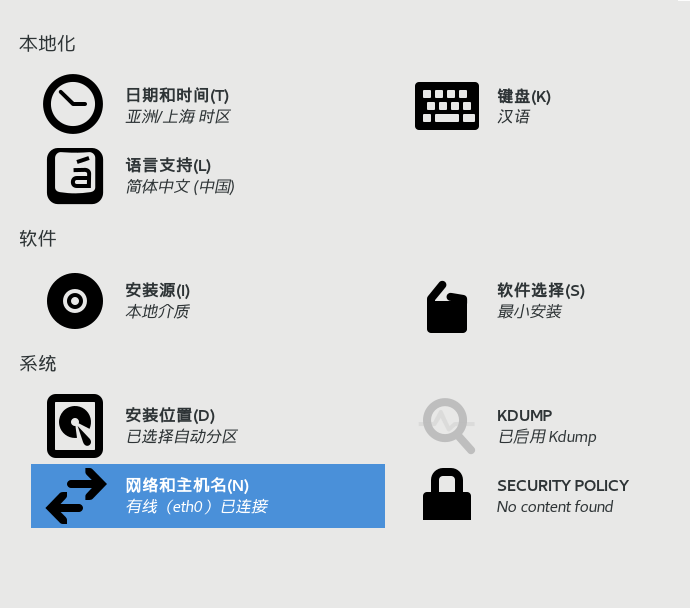 本地化
日期和时间(T)
亚洲/上海 时区
键盘(K)
汉语
语言支持(L)
简体中文 (中国)
软件
安装源(I)
本地介质
软件选择(S)
最小安装
系统
安装位置(D)
已选择自动分区
KDUMP
已启用 Kdump
网络和主机名(N)
有线（eth0 ）已连接
SECURITY POLICY
No content found